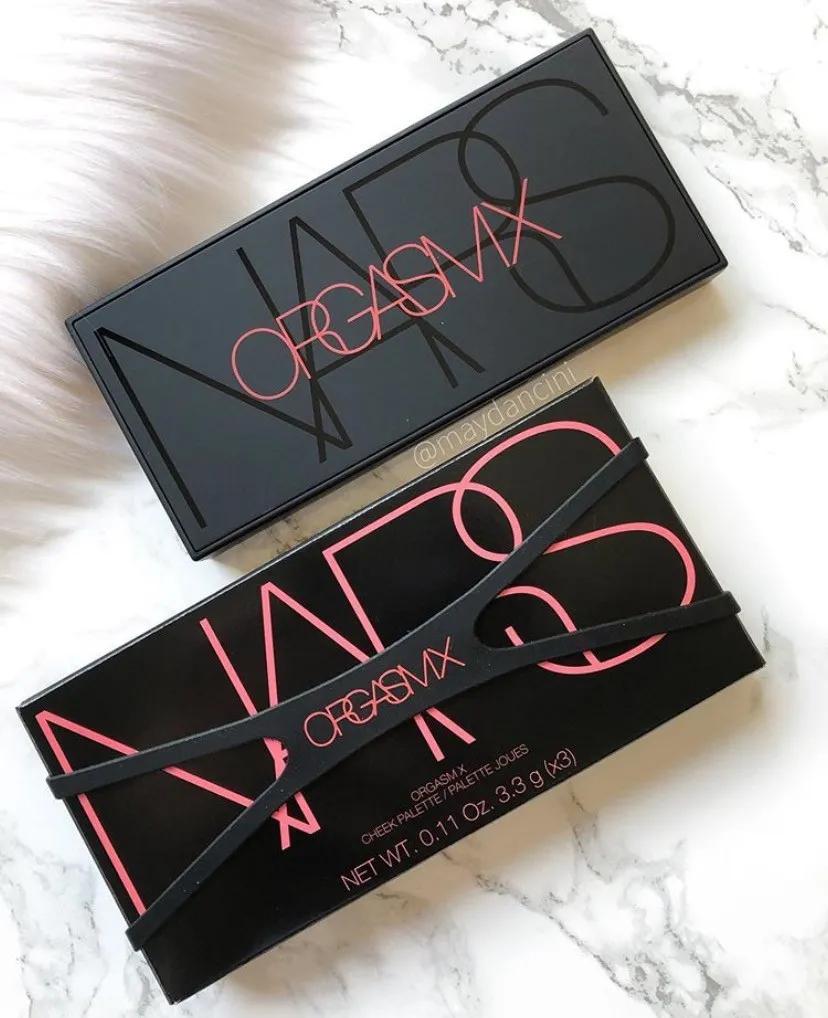 NARS
ORGASM X
@maydancini
NARS
ORGASM X
ORGASM X
CHEEK PALETTE / PALETTE JOUES
NET WT. 0.11 Oz. 3.3 g (x3)